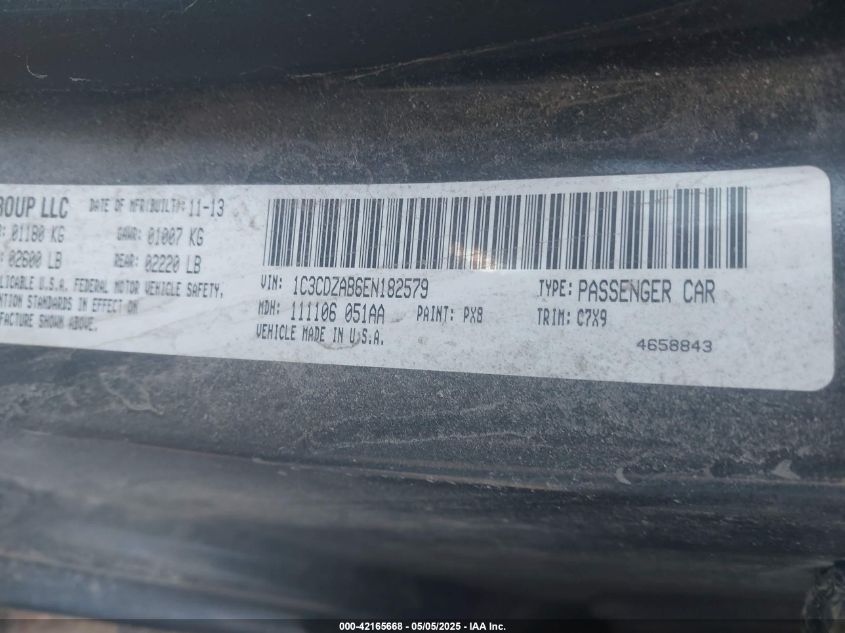 ROUP LLC DATE OF MFR/BUILT: 11-13
01180 KG GAWR: 01007 KG
02600 LB REAR: 02220 LB
PLICABLE U.S.A. FEDERAL MOTOR VEHICLE SAFETY,
ENTION STANDARDS IN EFFECT ON
FACTURE SHOWN ABOVE.
VIN: 1C3CDZAB6EN182579 TYPE: PASSENGER CAR
MDH: 111106 051AA PAINT: PX8 TRIM: C7X9
VEHICLE MADE IN U.S.A.
4658843
000-42165668 - 05/05/2025 - IAA Inc.